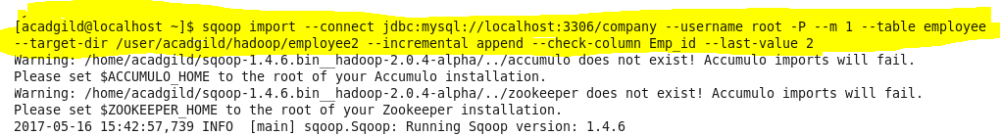 [acadgild@localhost ~]$ sqoop import --connect jdbc:mysql://localhost:3306/company --username root -P --m 1 --table employee
--target-dir /user/acadgild/hadoop/employee2 --incremental append --check-column Emp_id --last-value 2
Warning: /home/acadgild/sqoop-1.4.6.bin__hadoop-2.0.4-alpha/../accumulo does not exist! Accumulo imports will fail.
Please set $ACCUMULO_HOME to the root of your Accumulo installation.
Warning: /home/acadgild/sqoop-1.4.6.bin__hadoop-2.0.4-alpha/../zookeeper does not exist! Accumulo imports will fail.
Please set $ZOOKEEPER_HOME to the root of your Zookeeper installation.
2017-05-16 15:42:57,739 INFO  [main] sqoop.Sqoop: Running Sqoop version: 1.4.6